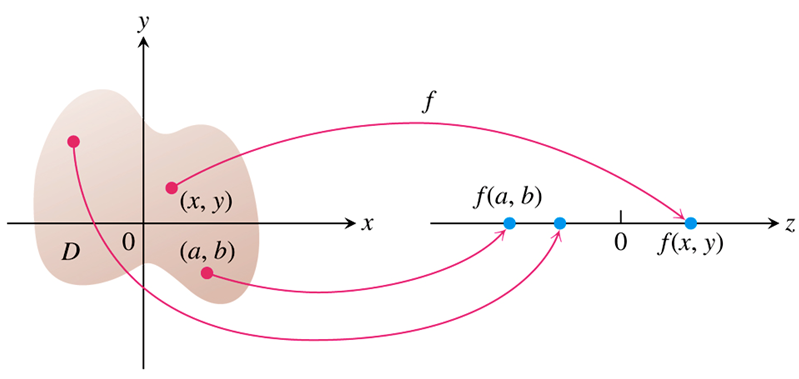 y
f
(x, y)
f(a, b)
x
z
D
0
(a, b)
0
f(x, y)